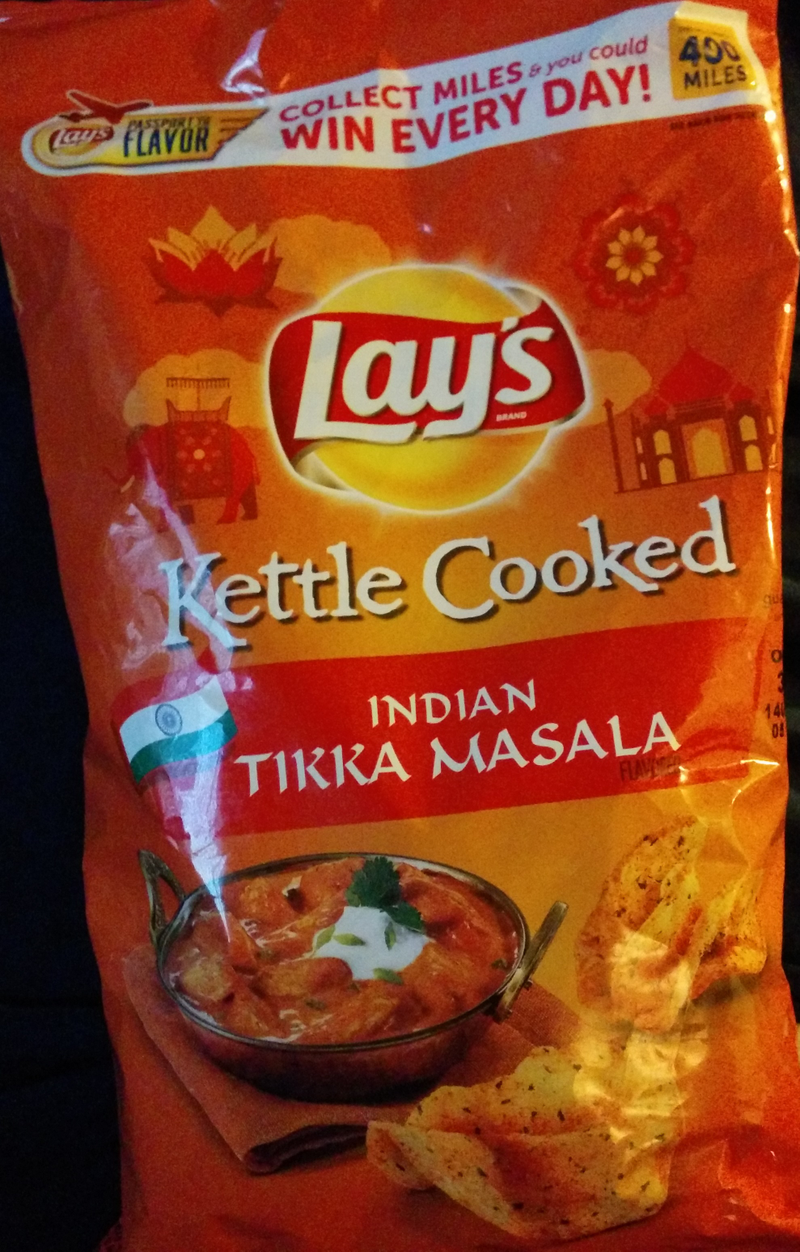 Lay's PASSPORT TO FLAVOR
COLLECT MILES & you could
WIN EVERY DAY!
400
MILES
Lay's
BRAND
Kettle Cooked
INDIAN
TIKKA MASALA
FLAVORED